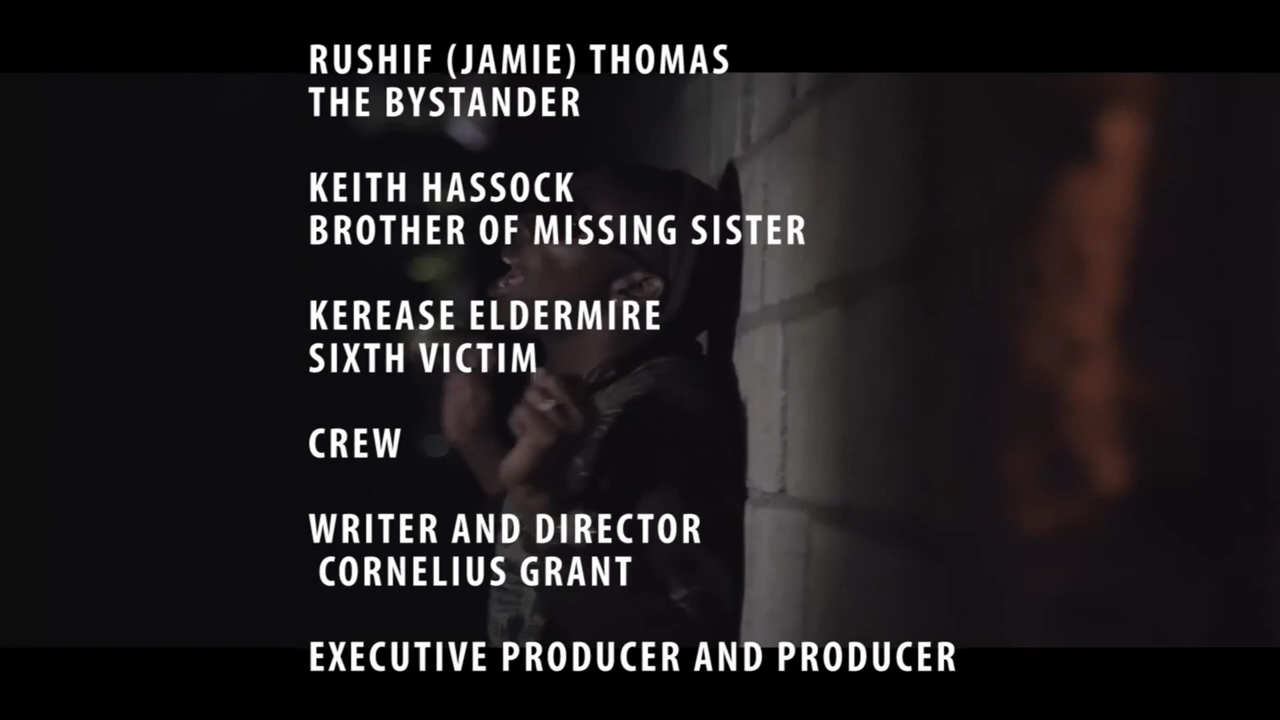 RUSHIF (JAMIE) THOMAS
THE BYSTANDER
KEITH HASSOCK
BROTHER OF MISSING SISTER
KEREASE ELDERMIRE
SIXTH VICTIM
CREW
WRITER AND DIRECTOR
CORNELIUS GRANT
EXECUTIVE PRODUCER AND PRODUCER